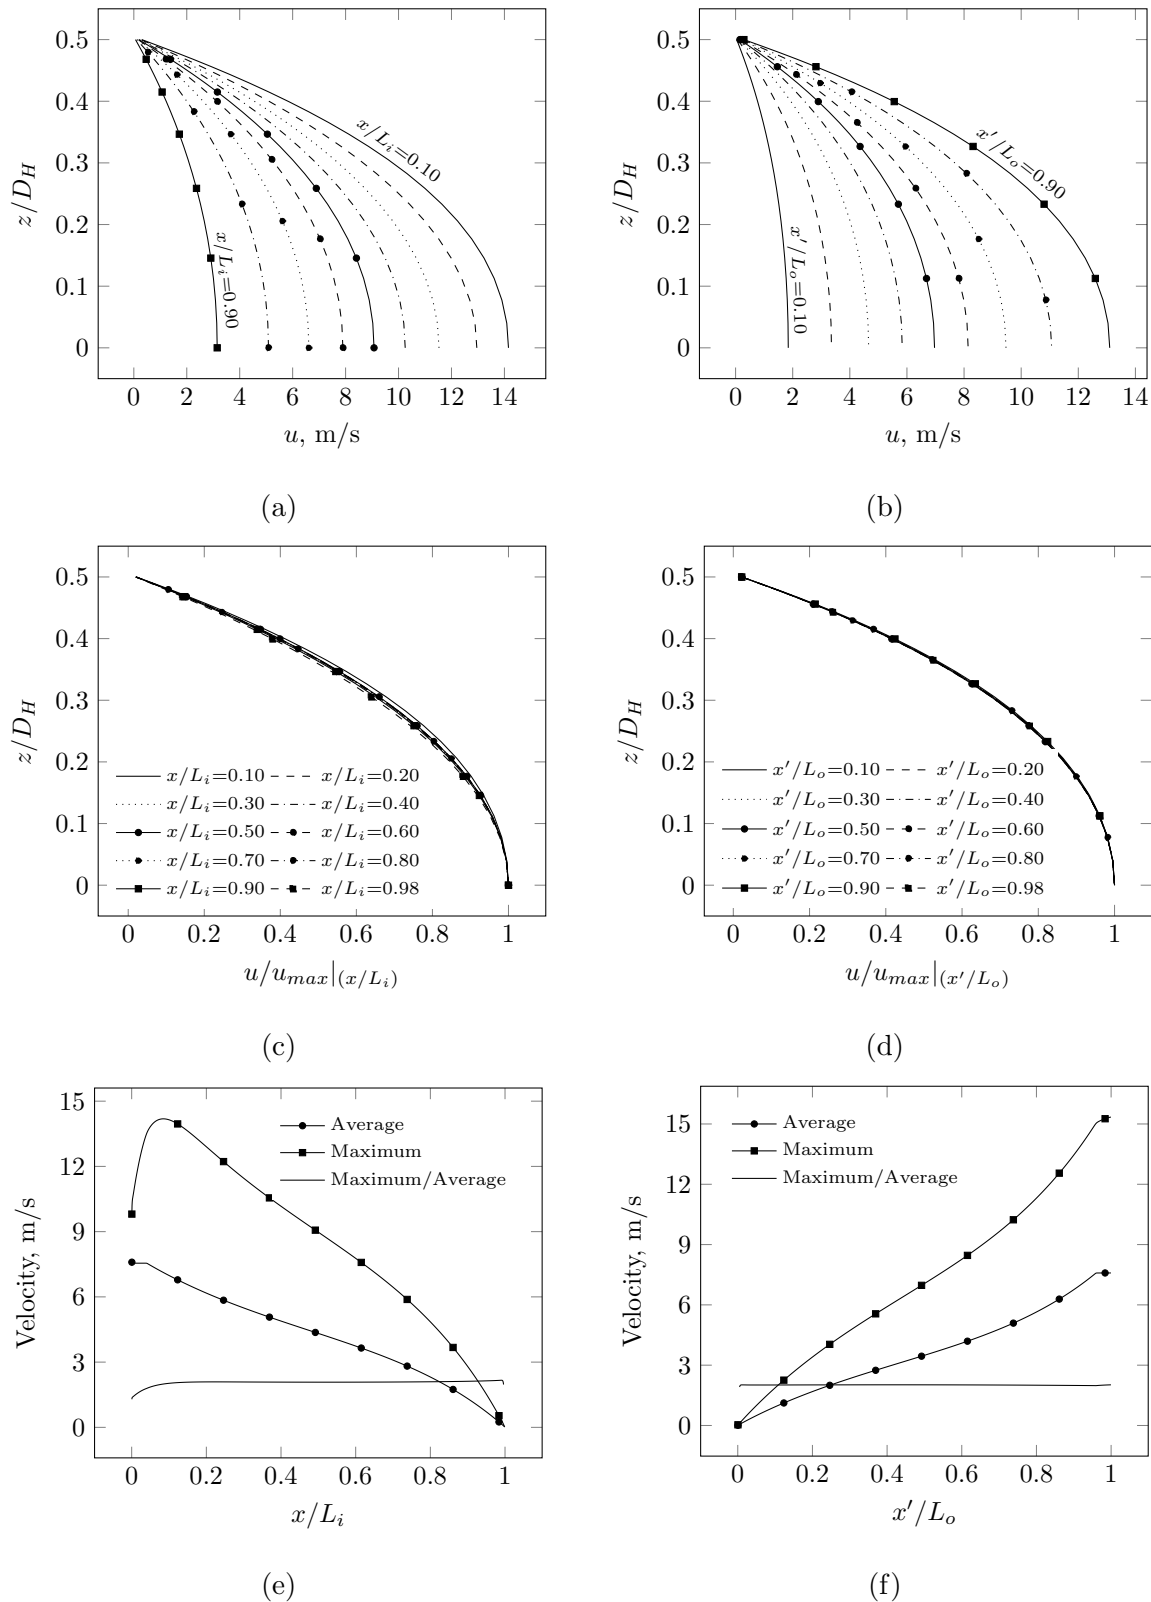 0.5
0.4
0.3
0.2
0.1
0
z/D_H
x/L_i=0.10
x/L_i=0.90
0 2 4 6 8 10 12 14
u, m/s
(a)
0.5
0.4
0.3
0.2
0.1
0
z/D_H
x′/L_o=0.90
x′/L_o=0.10
0 2 4 6 8 10 12 14
u, m/s
(b)
0.5
0.4
0.3
0.2
0.1
0
z/D_H
x/L_i=0.10 x/L_i=0.20
x/L_i=0.30 x/L_i=0.40
x/L_i=0.50 x/L_i=0.60
x/L_i=0.70 x/L_i=0.80
x/L_i=0.90 x/L_i=0.98
0 0.2 0.4 0.6 0.8 1
u/u_max|(x/L_i)
(c)
0.5
0.4
0.3
0.2
0.1
0
z/D_H
x′/L_o=0.10 x′/L_o=0.20
x′/L_o=0.30 x′/L_o=0.40
x′/L_o=0.50 x′/L_o=0.60
x′/L_o=0.70 x′/L_o=0.80
x′/L_o=0.90 x′/L_o=0.98
0 0.2 0.4 0.6 0.8 1
u/u_max|(x′/L_o)
(d)
15
12
9
6
3
0
Velocity, m/s
Average
Maximum
Maximum/Average
0 0.2 0.4 0.6 0.8 1
x/L_i
(e)
15
12
9
6
3
0
Velocity, m/s
Average
Maximum
Maximum/Average
0 0.2 0.4 0.6 0.8 1
x′/L_o
(f)